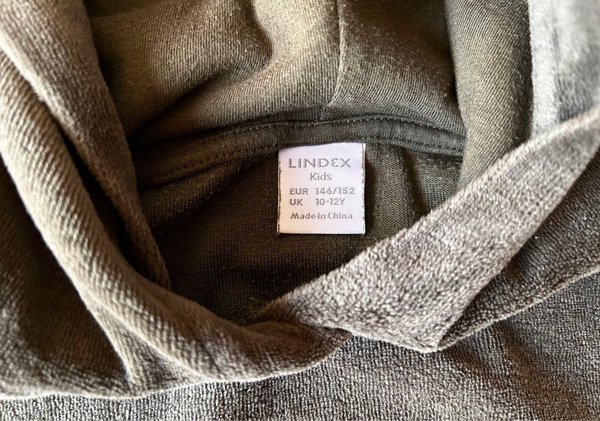 LINDEX
Kids
EUR 146/152
UK 10-12Y
Made in China